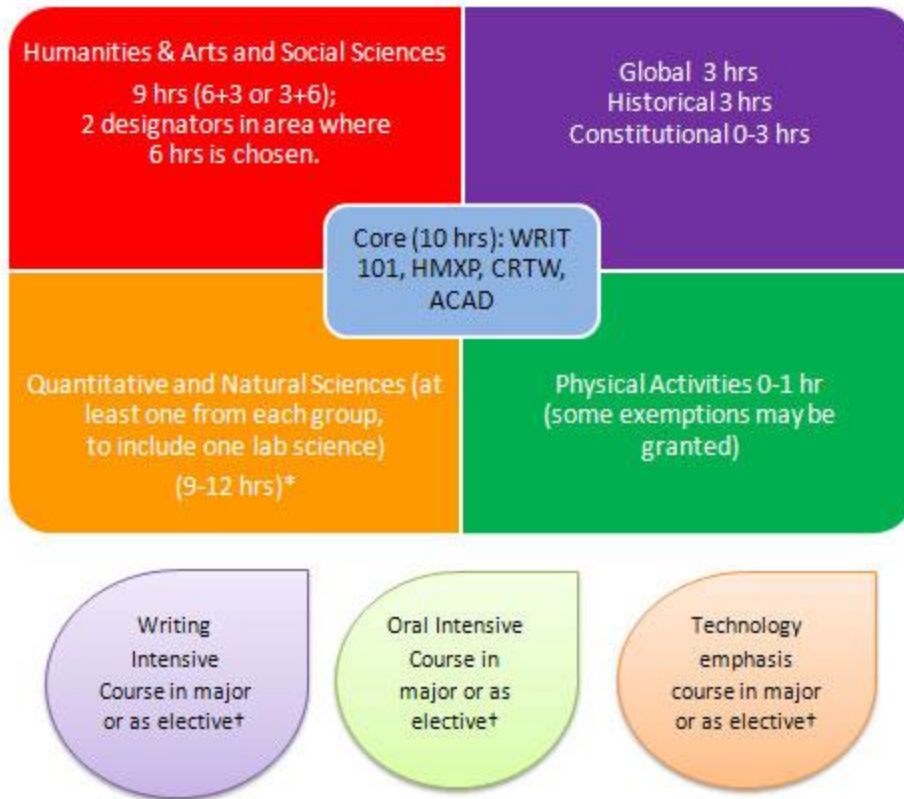 Humanities & Arts and Social Sciences
9 hrs (6+3 or 3+6);
2 designators in area where
6 hrs is chosen.
Global 3 hrs
Historical 3 hrs
Constitutional 0-3 hrs
Core (10 hrs): WRIT
101, HMXP, CRTW,
ACAD
Quantitative and Natural Sciences (at
least one from each group,
to include one lab science)
(9-12 hrs)*
Physical Activities 0-1 hr
(some exemptions may be
granted)
Writing
Intensive
Course in major
or as elective†
Oral Intensive
Course in
major or as
elective†
Technology
emphasis
course in major
or as elective†